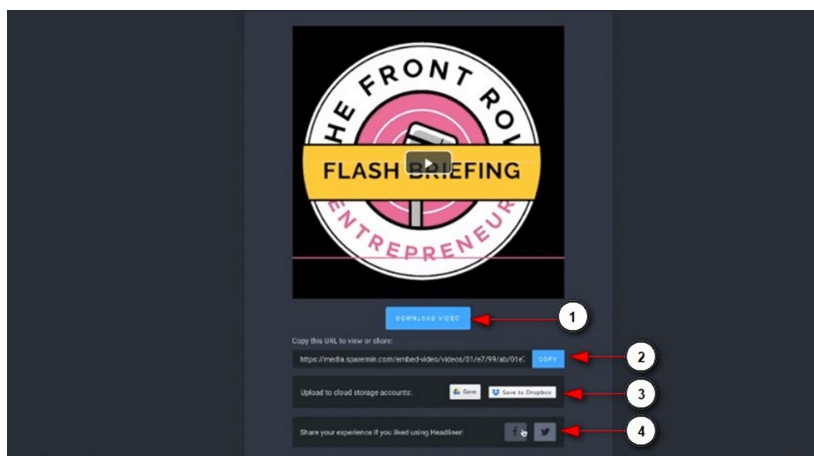 THE FRONT ROW
FLASH BRIEFING
ENTREPRENEUR
DOWNLOAD VIDEO
1
Copy this URL to view or share:
https://media.sparemin.com/embed-video/videos/01/e7/99/ab/01e7
COPY
2
Upload to cloud storage accounts:
Save
Save to Dropbox
3
Share your experience if you liked using Headliner!
4